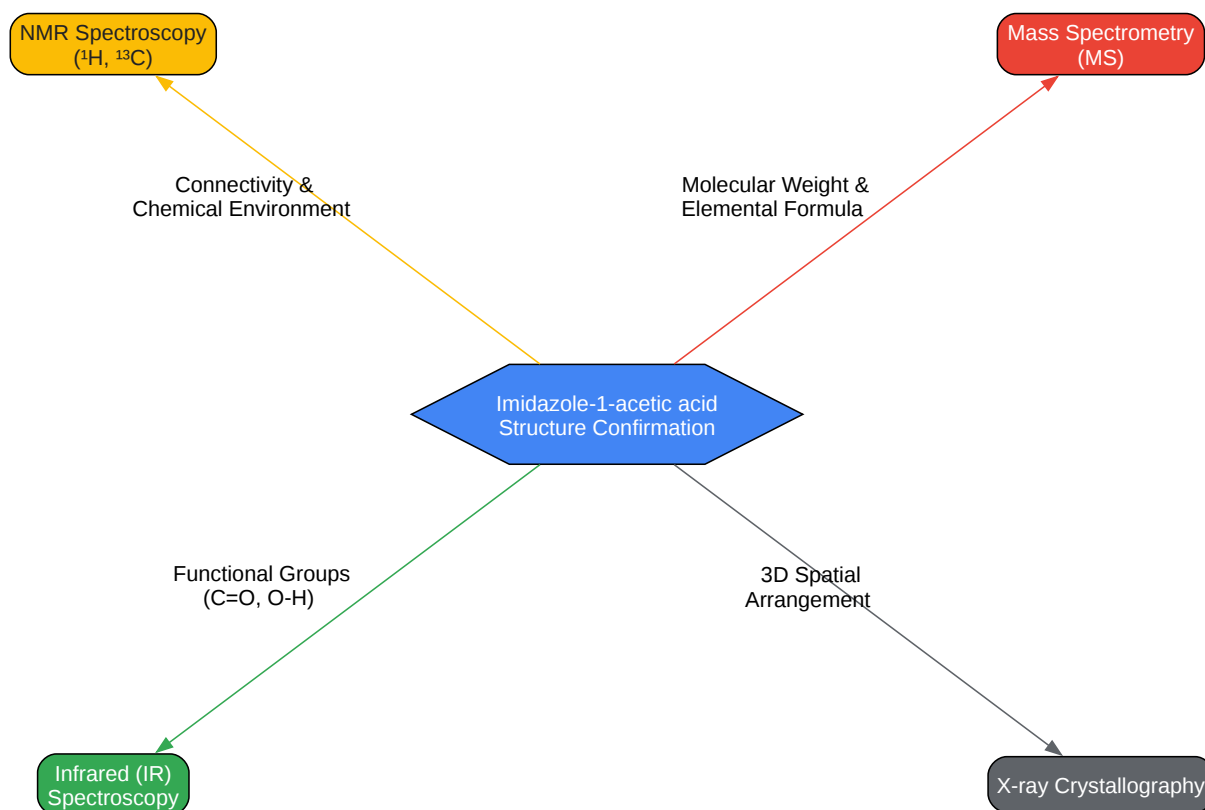 NMR Spectroscopy
(¹H, ¹³C)
Mass Spectrometry
(MS)
Connectivity &
Chemical Environment
Molecular Weight &
Elemental Formula
Imidazole-1-acetic acid
Structure Confirmation
Functional Groups
(C=O, O-H)
3D Spatial
Arrangement
Infrared (IR)
Spectroscopy
X-ray Crystallography